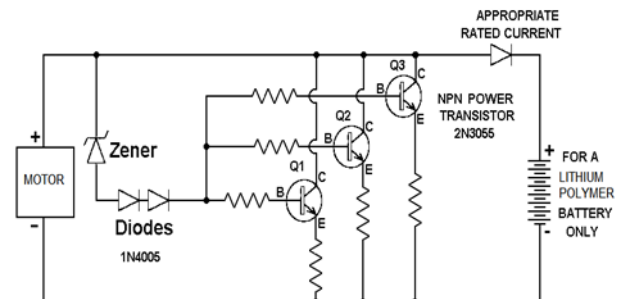 APPROPRIATE
RATED CURRENT
Q3
C
B
E
NPN POWER
TRANSISTOR
2N3055
Q2
C
B
E
Q1
C
B
E
+
MOTOR
-
Zener
Diodes
1N4005
+
FOR A
LITHIUM
POLYMER
BATTERY
-
ONLY